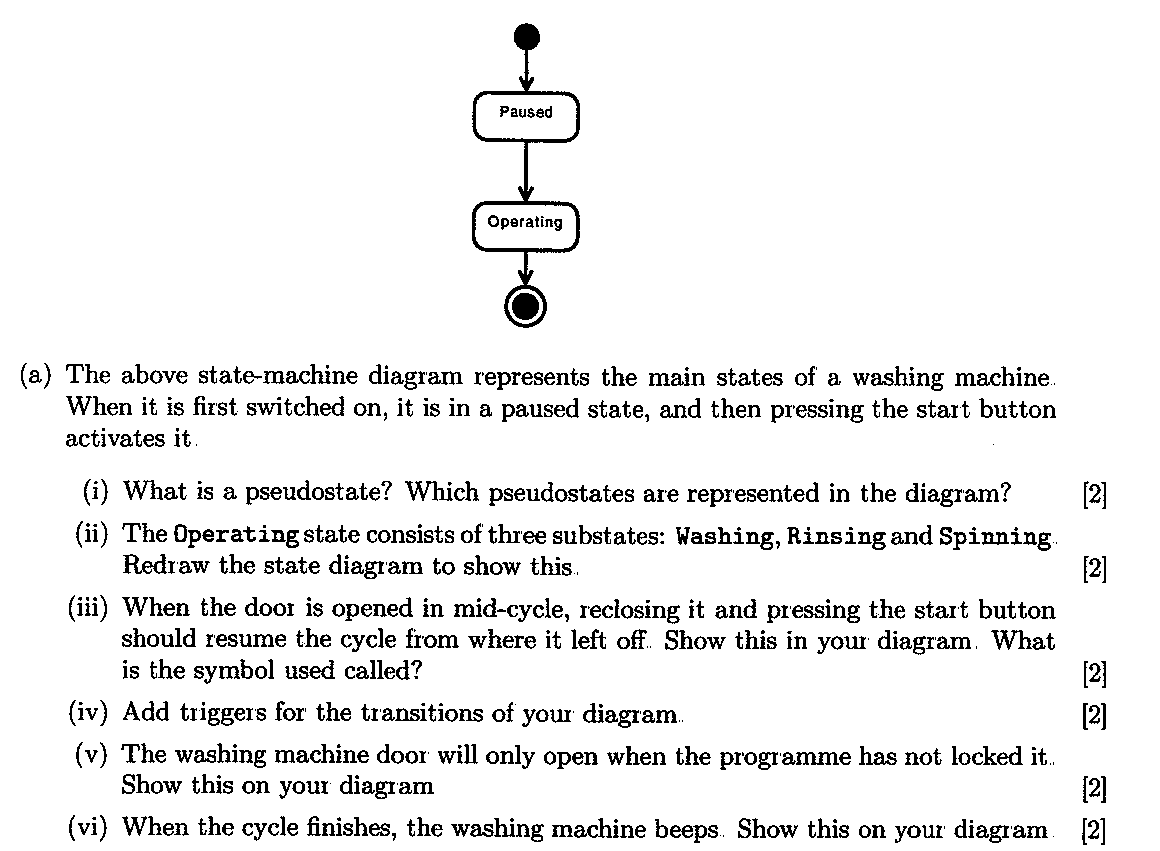 Paused
Operating
(a) The above state-machine diagram represents the main states of a washing machine.
When it is first switched on, it is in a paused state, and then pressing the start button
activates it.
(i) What is a pseudostate? Which pseudostates are represented in the diagram? [2]
(ii) The Operating state consists of three substates: Washing, Rinsing and Spinning.
Redraw the state diagram to show this. [2]
(iii) When the door is opened in mid-cycle, reclosing it and pressing the start button
should resume the cycle from where it left off. Show this in your diagram. What
is the symbol used called? [2]
(iv) Add triggers for the transitions of your diagram. [2]
(v) The washing machine door will only open when the programme has not locked it.
Show this on your diagram [2]
(vi) When the cycle finishes, the washing machine beeps. Show this on your diagram. [2]